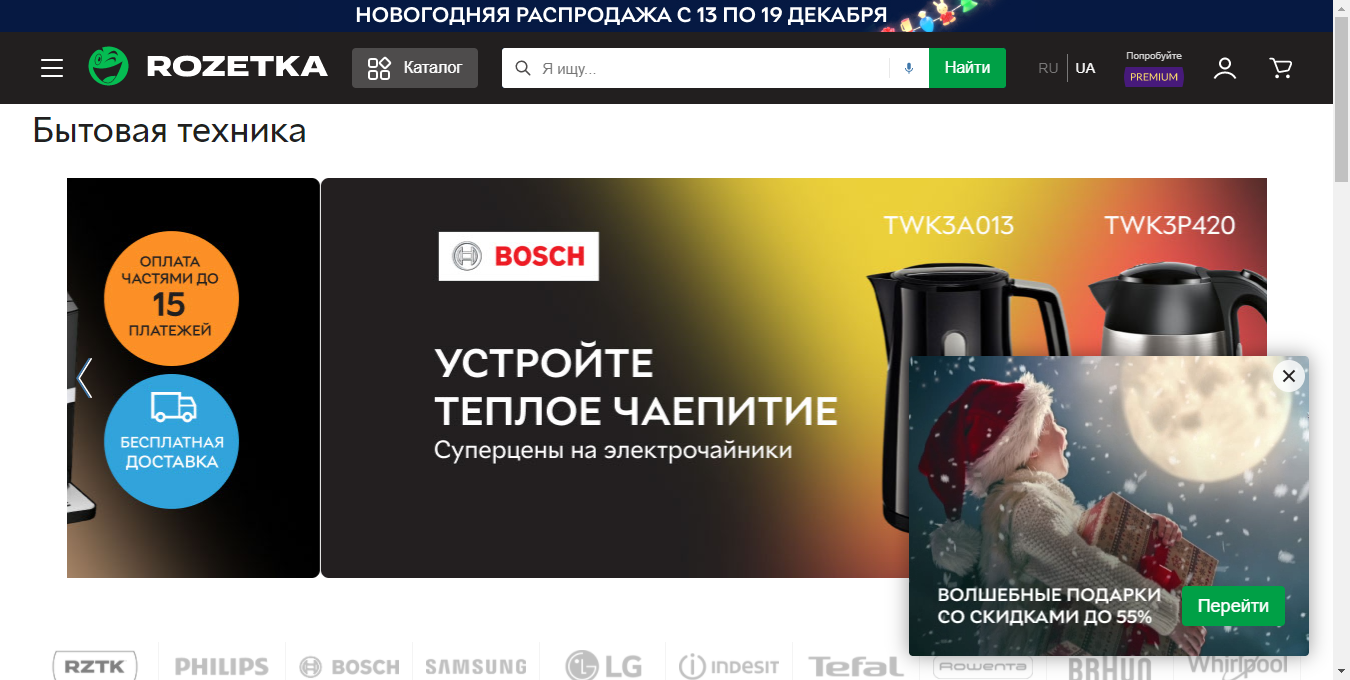 НОВОГОДНЯЯ РАСПРОДАЖА С 13 ПО 19 ДЕКАБРЯ
ROZETKA
Каталог
Я ищу...
Найти
RU
UA
Попробуйте
PREMIUM
Бытовая техника
ОПЛАТА
ЧАСТЯМИ ДО
15
ПЛАТЕЖЕЙ
БЕСПЛАТНАЯ
ДОСТАВКА
BOSCH
УСТРОЙТЕ
ТЕПЛОЕ ЧАЕПИТИЕ
Суперцены на электрочайники
TWK3A013
TWK3P420
ВОЛШЕБНЫЕ ПОДАРКИ
СО СКИДКАМИ ДО 55%
Перейти
RZTK
PHILIPS
BOSCH
SAMSUNG
LG
INDESIT
Tefal
Rowenta
BRAUN
Whirlpool